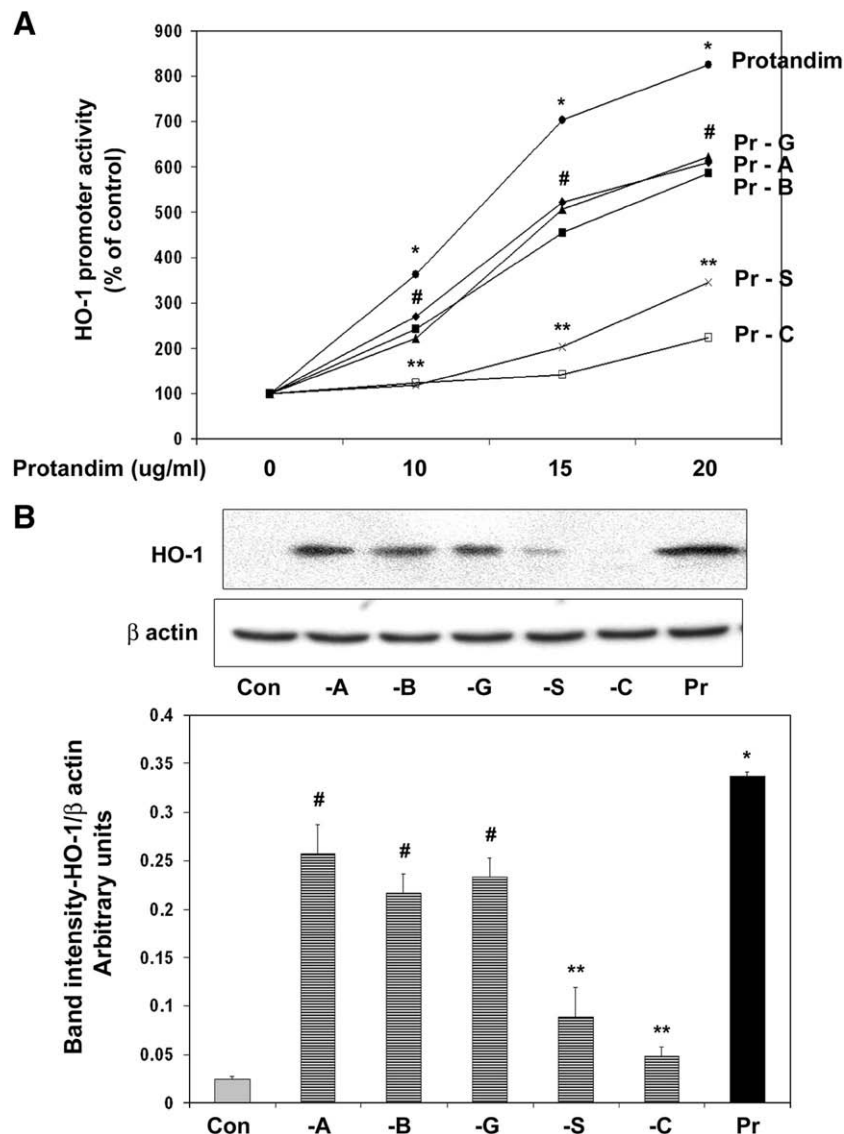 A
HO-1 promoter activity
(% of control)
900
800
700
600
500
400
300
200
100
0
* * *
# # #
** ** **
Protandim
Pr - G
Pr - A
Pr - B
Pr - S
Pr - C
Protandim (ug/ml) 0 10 15 20
B
HO-1
β actin
Con -A -B -G -S -C Pr
Band intensity-HO-1/β actin
Arbitrary units
0.4
0.35
0.3
0.25
0.2
0.15
0.1
0.05
0
# # # ** ** *
Con -A -B -G -S -C Pr